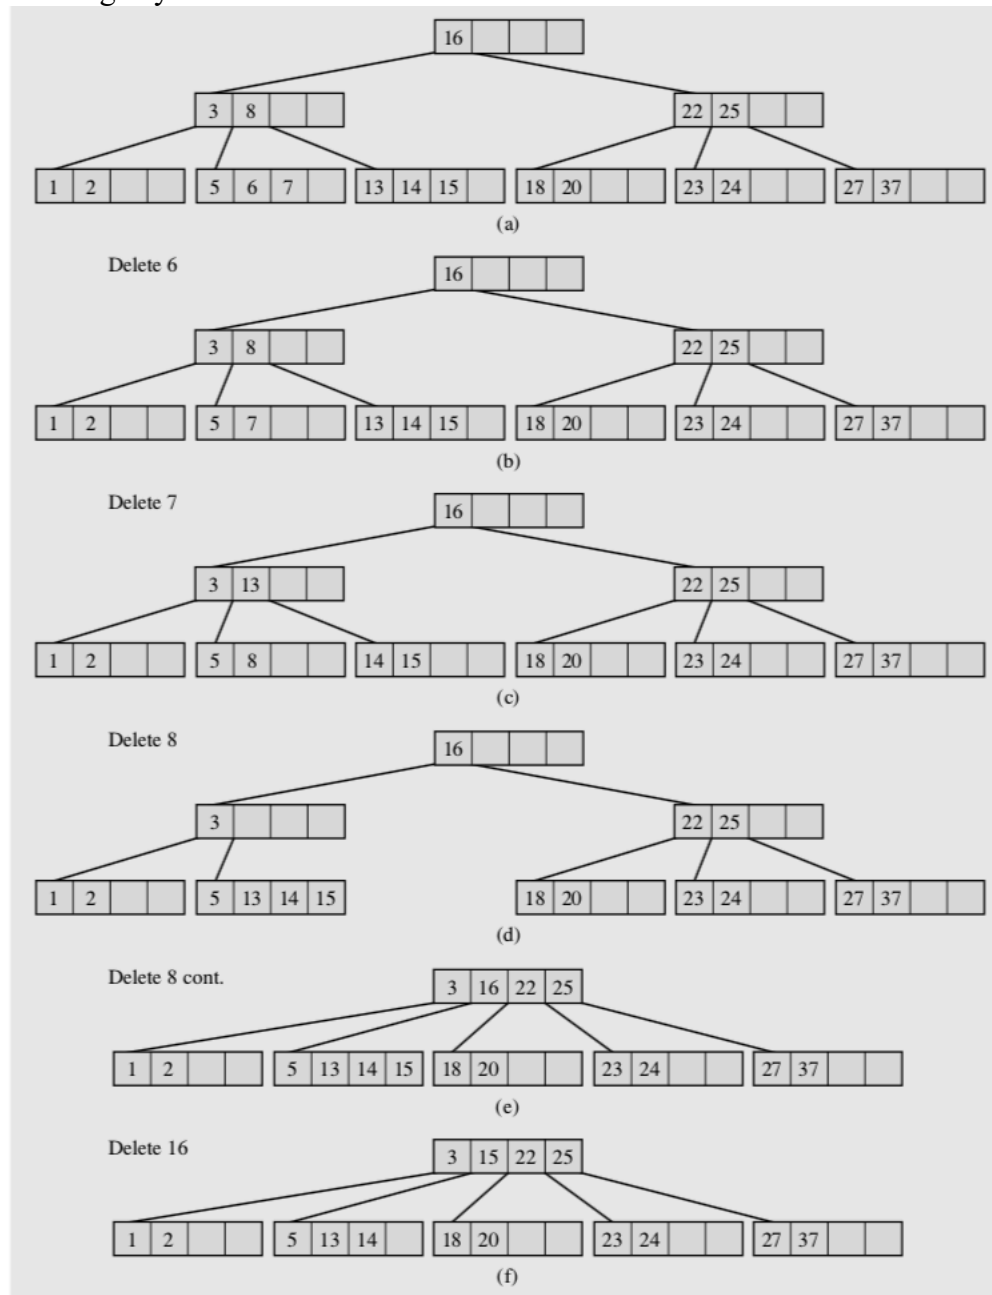 16
3 8 22 25
1 2 5 6 7 13 14 15 18 20 23 24 27 37
(a)
Delete 6
16
3 8 22 25
1 2 5 7 13 14 15 18 20 23 24 27 37
(b)
Delete 7
16
3 13 22 25
1 2 5 8 14 15 18 20 23 24 27 37
(c)
Delete 8
16
3 22 25
1 2 5 13 14 15 18 20 23 24 27 37
(d)
Delete 8 cont.
3 16 22 25
1 2 5 13 14 15 18 20 23 24 27 37
(e)
Delete 16
3 15 22 25
1 2 5 13 14 18 20 23 24 27 37
(f)